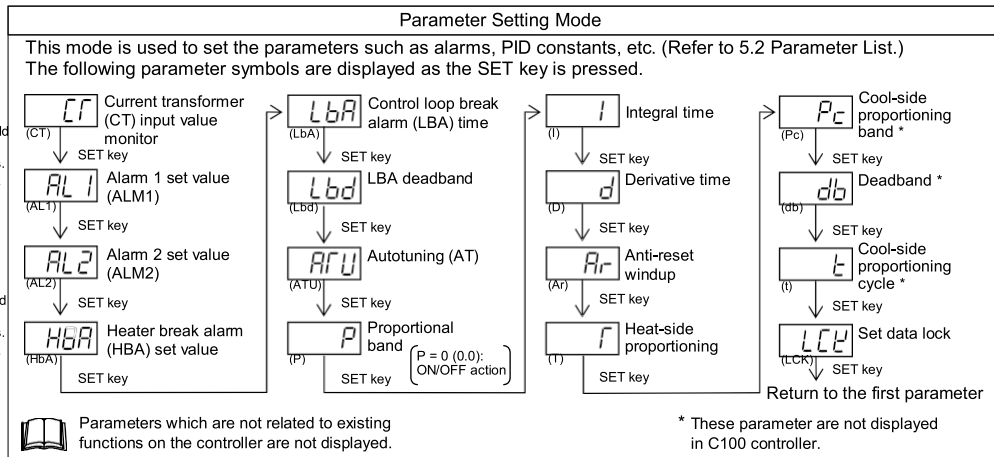 Parameter Setting Mode
This mode is used to set the parameters such as alarms, PID constants, etc. (Refer to 5.2 Parameter List.)
The following parameter symbols are displayed as the SET key is pressed.
CT
(CT)
Current transformer
(CT) input value
monitor
SET key
AL1
(AL1)
Alarm 1 set value
(ALM1)
SET key
AL2
(AL2)
Alarm 2 set value
(ALM2)
SET key
HbA
(HbA)
Heater break alarm
(HBA) set value
SET key
LbA
(LbA)
Control loop break
alarm (LBA) time
SET key
Lbd
(Lbd)
LBA deadband
SET key
ATU
(ATU)
Autotuning (AT)
SET key
P
(P)
Proportional
band
P = 0 (0.0):
ON/OFF action
SET key
I
(I)
Integral time
SET key
d
(D)
Derivative time
SET key
Ar
(Ar)
Anti-reset
windup
SET key
T
(T)
Heat-side
proportioning
SET key
Pc
(Pc)
Cool-side
proportioning
band *
SET key
db
(db)
Deadband *
SET key
t
(t)
Cool-side
proportioning
cycle *
SET key
LCK
(LCK)
Set data lock
SET key
Return to the first parameter
Parameters which are not related to existing
functions on the controller are not displayed.
* These parameter are not displayed
in C100 controller.